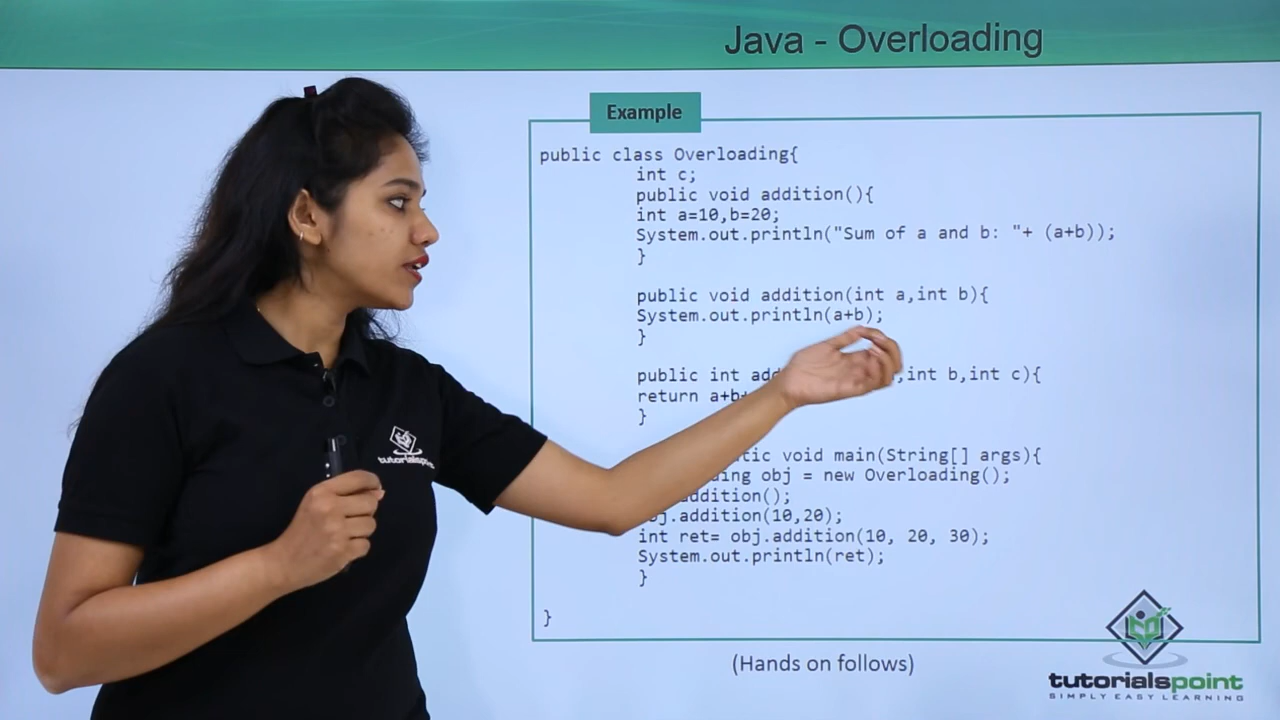 Java - Overloading
Example
public class Overloading{
int c;
public void addition(){
int a=10,b=20;
System.out.println("Sum of a and b: "+ (a+b));
}
public void addition(int a,int b){
System.out.println(a+b);
}
public int add ,int b,int c){
return a+b+
}
tic void main(String[] args){
ing obj = new Overloading();
ddition();
j.addition(10,20);
int ret= obj.addition(10, 20, 30);
System.out.println(ret);
}
}
(Hands on follows)
tutorialspoint
SIMPLY EASY LEARNING
tutorialspoint